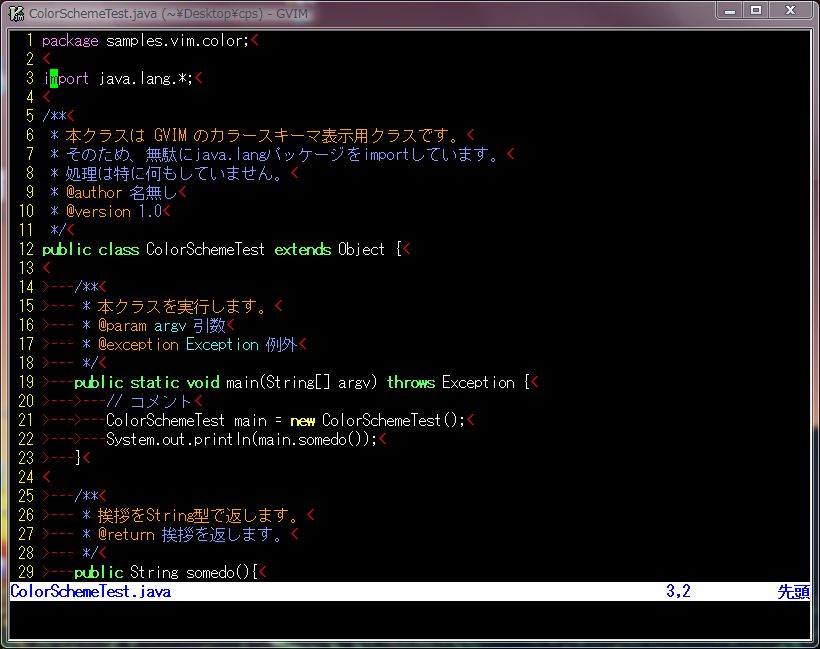 ColorSchemeTest.java (~¥Desktop¥cps) - GVIM
1 package samples.vim.color;<
2 <
3 import java.lang.*;<
4 <
5 /**<
6  * 本クラスは GVIM のカラースキーマ表示用クラスです。<
7  * そのため、無駄にjava.langパッケージをimportしています。<
8  * 処理は特に何もしていません。<
9  * @author 名無し<
10  * @version 1.0<
11  */<
12 public class ColorSchemeTest extends Object {<
13 <
14 >---/**<
15 >--- * 本クラスを実行します。<
16 >--- * @param argv 引数<
17 >--- * @exception Exception 例外<
18 >--- */<
19 >---public static void main(String[] argv) throws Exception {<
20 >--->---// コメント<
21 >--->---ColorSchemeTest main = new ColorSchemeTest();<
22 >--->---System.out.println(main.somedo());<
23 >---}<
24 <
25 >---/**<
26 >--- * 挨拶をString型で返します。<
27 >--- * @return 挨拶を返します。<
28 >--- */<
29 >---public String somedo(){<
ColorSchemeTest.java 3,2 先頭